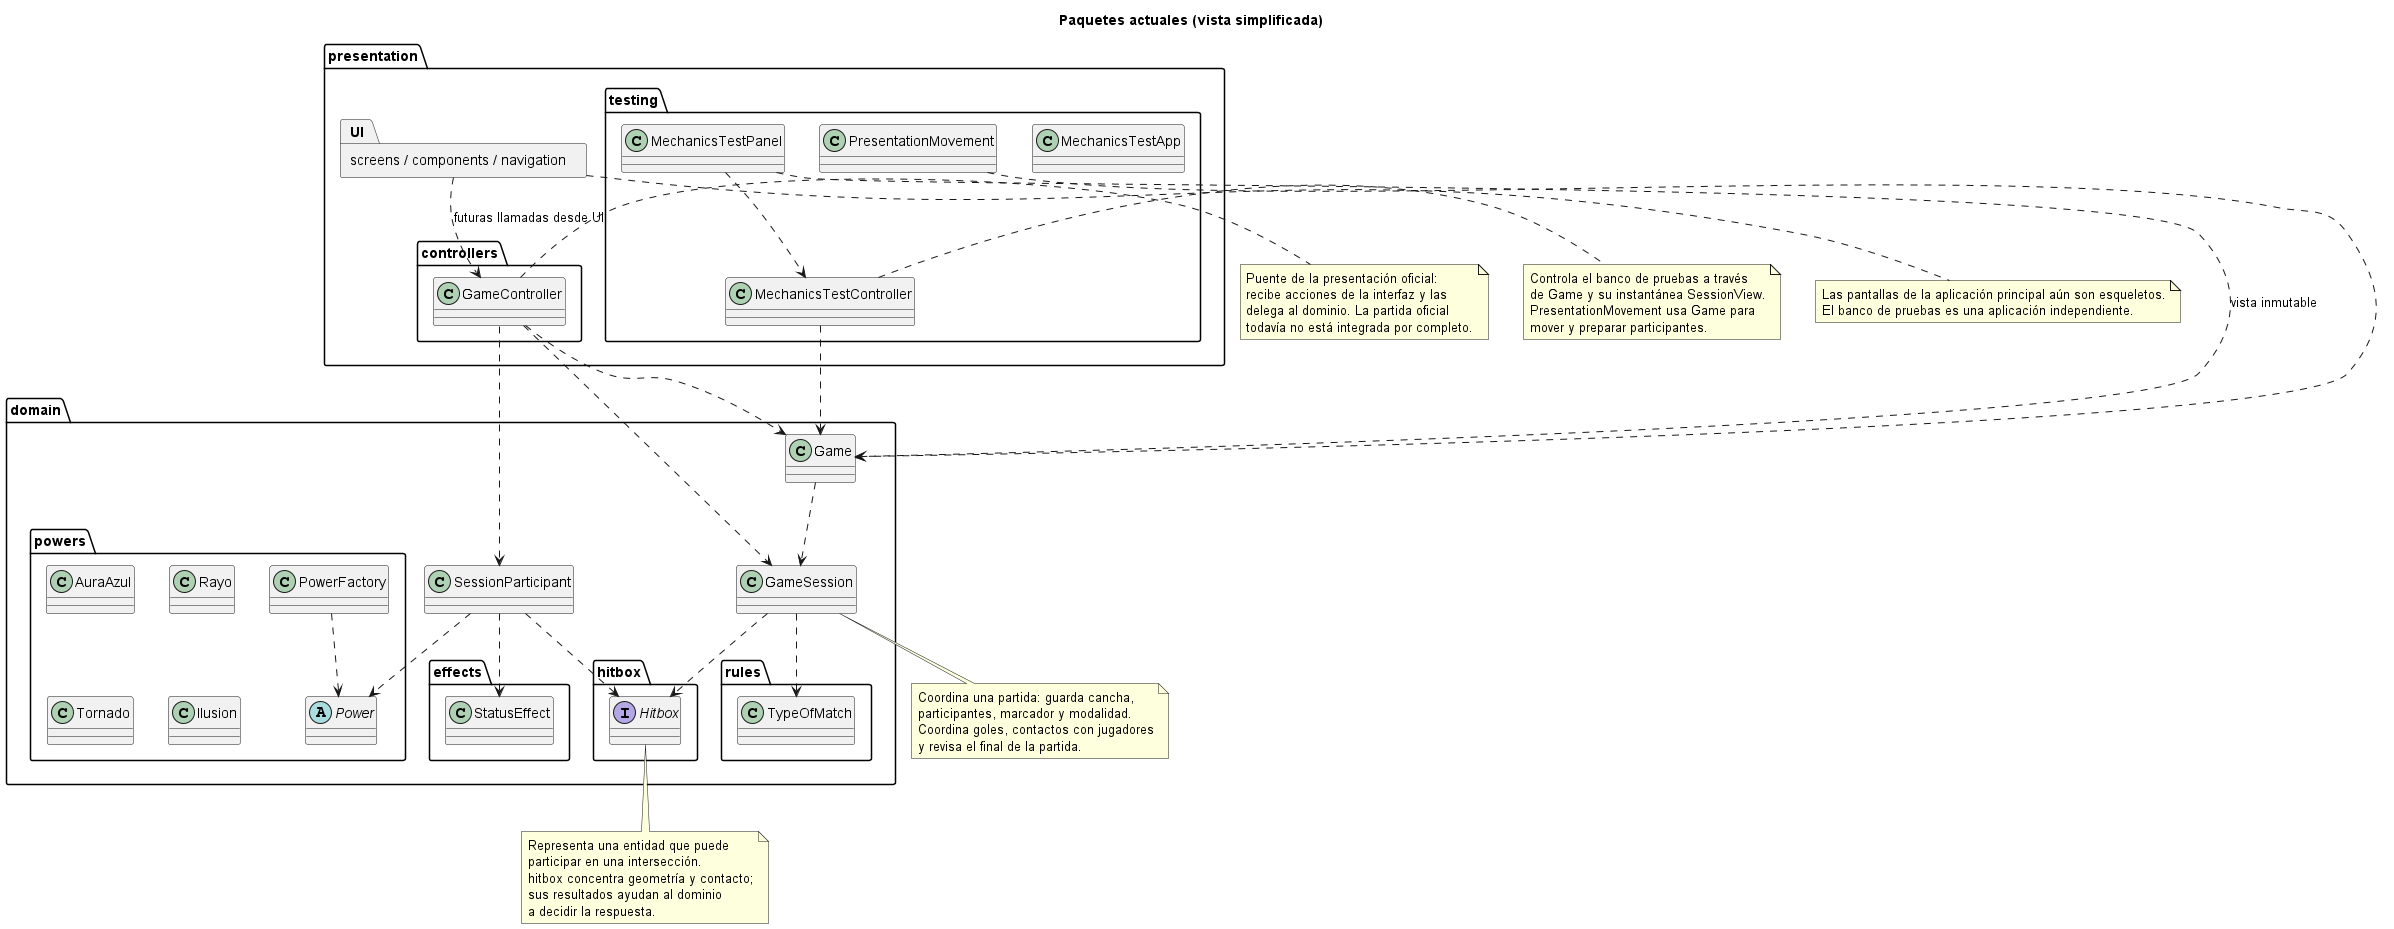 Paquetes actuales (vista simplificada)
presentation
testing
C MechanicsTestPanel
C PresentationMovement
C MechanicsTestApp
UI
screens / components / navigation
futuras llamadas desde UI
controllers
C GameController
C MechanicsTestController
Puente de la presentación oficial:
recibe acciones de la interfaz y las
delega al dominio. La partida oficial
todavía no está integrada por completo.
Controla el banco de pruebas a través
de Game y su instantánea SessionView.
PresentationMovement usa Game para
mover y preparar participantes.
Las pantallas de la aplicación principal aún son esqueletos.
El banco de pruebas es una aplicación independiente.
vista inmutable
domain
C Game
powers
C AuraAzul
C Rayo
C PowerFactory
C SessionParticipant
C GameSession
effects
hitbox
rules
C Tornado
C Ilusion
A Power
C StatusEffect
I Hitbox
C TypeOfMatch
Coordina una partida: guarda cancha,
participantes, marcador y modalidad.
Coordina goles, contactos con jugadores
y revisa el final de la partida.
Representa una entidad que puede
participar en una intersección.
hitbox concentra geometría y contacto;
sus resultados ayudan al dominio
a decidir la respuesta.